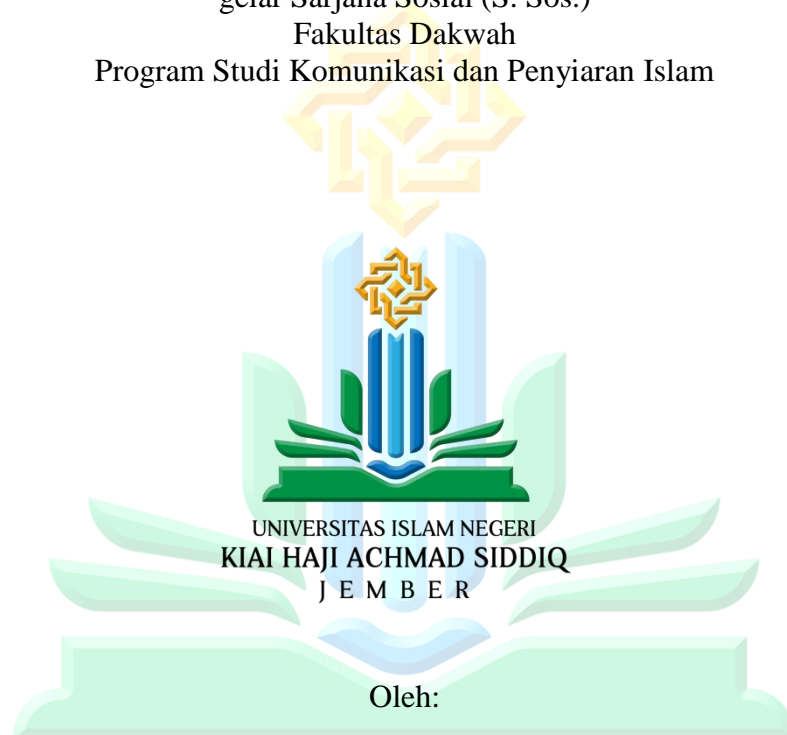 gelar Sarjana Sosial (S. Sos.)
Fakultas Dakwah
Program Studi Komunikasi dan Penyiaran Islam
UNIVERSITAS ISLAM NEGERI
KIAI HAJI ACHMAD SIDDIQ
JEMBER
Oleh: